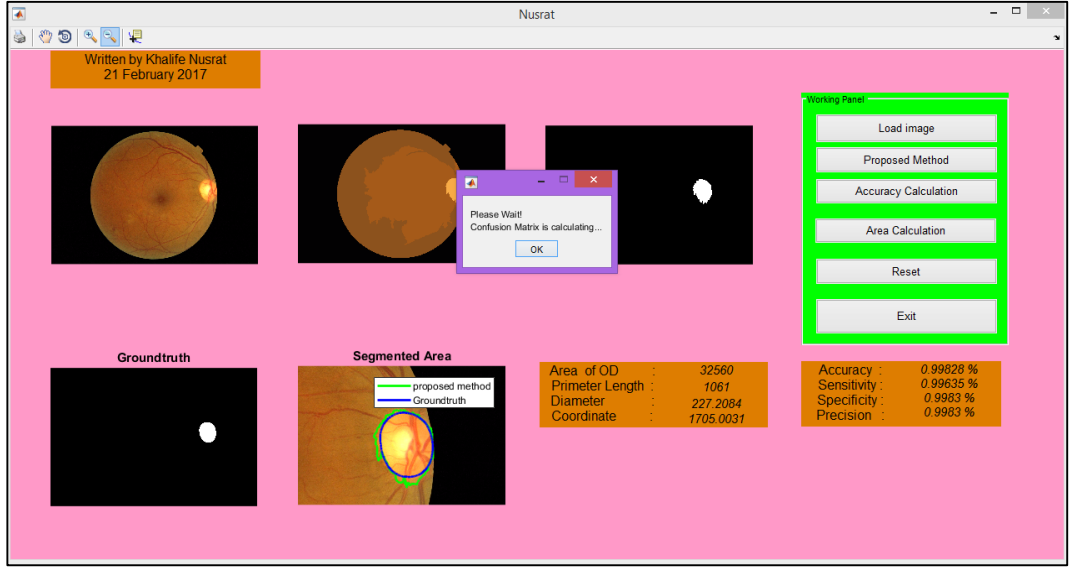 Nusrat
Written by Khalife Nusrat
21 February 2017
Working Panel
Load image
Proposed Method
Accuracy Calculation
Area Calculation
Reset
Exit
Please Wait!
Confusion Matrix is calculating...
OK
Groundtruth
Segmented Area
proposed method
Groundtruth
Area of OD : 32560
Primeter Length : 1061
Diameter : 227.2084
Coordinate : 1705.0031
Accuracy : 0.99828 %
Sensitivity : 0.99635 %
Specificity : 0.9983 %
Precision : 0.9983 %